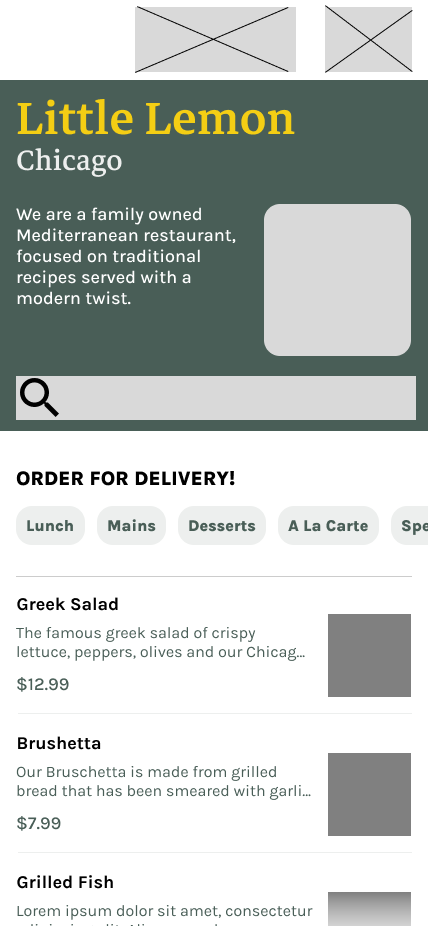 Little Lemon
Chicago
We are a family owned
Mediterranean restaurant,
focused on traditional
recipes served with a
modern twist.
ORDER FOR DELIVERY!
Lunch Mains Desserts A La Carte Spe
Greek Salad
The famous greek salad of crispy
lettuce, peppers, olives and our Chicag...
$12.99
Brushetta
Our Bruschetta is made from grilled
bread that has been smeared with garli...
$7.99
Grilled Fish
Lorem ipsum dolor sit amet, consectetur